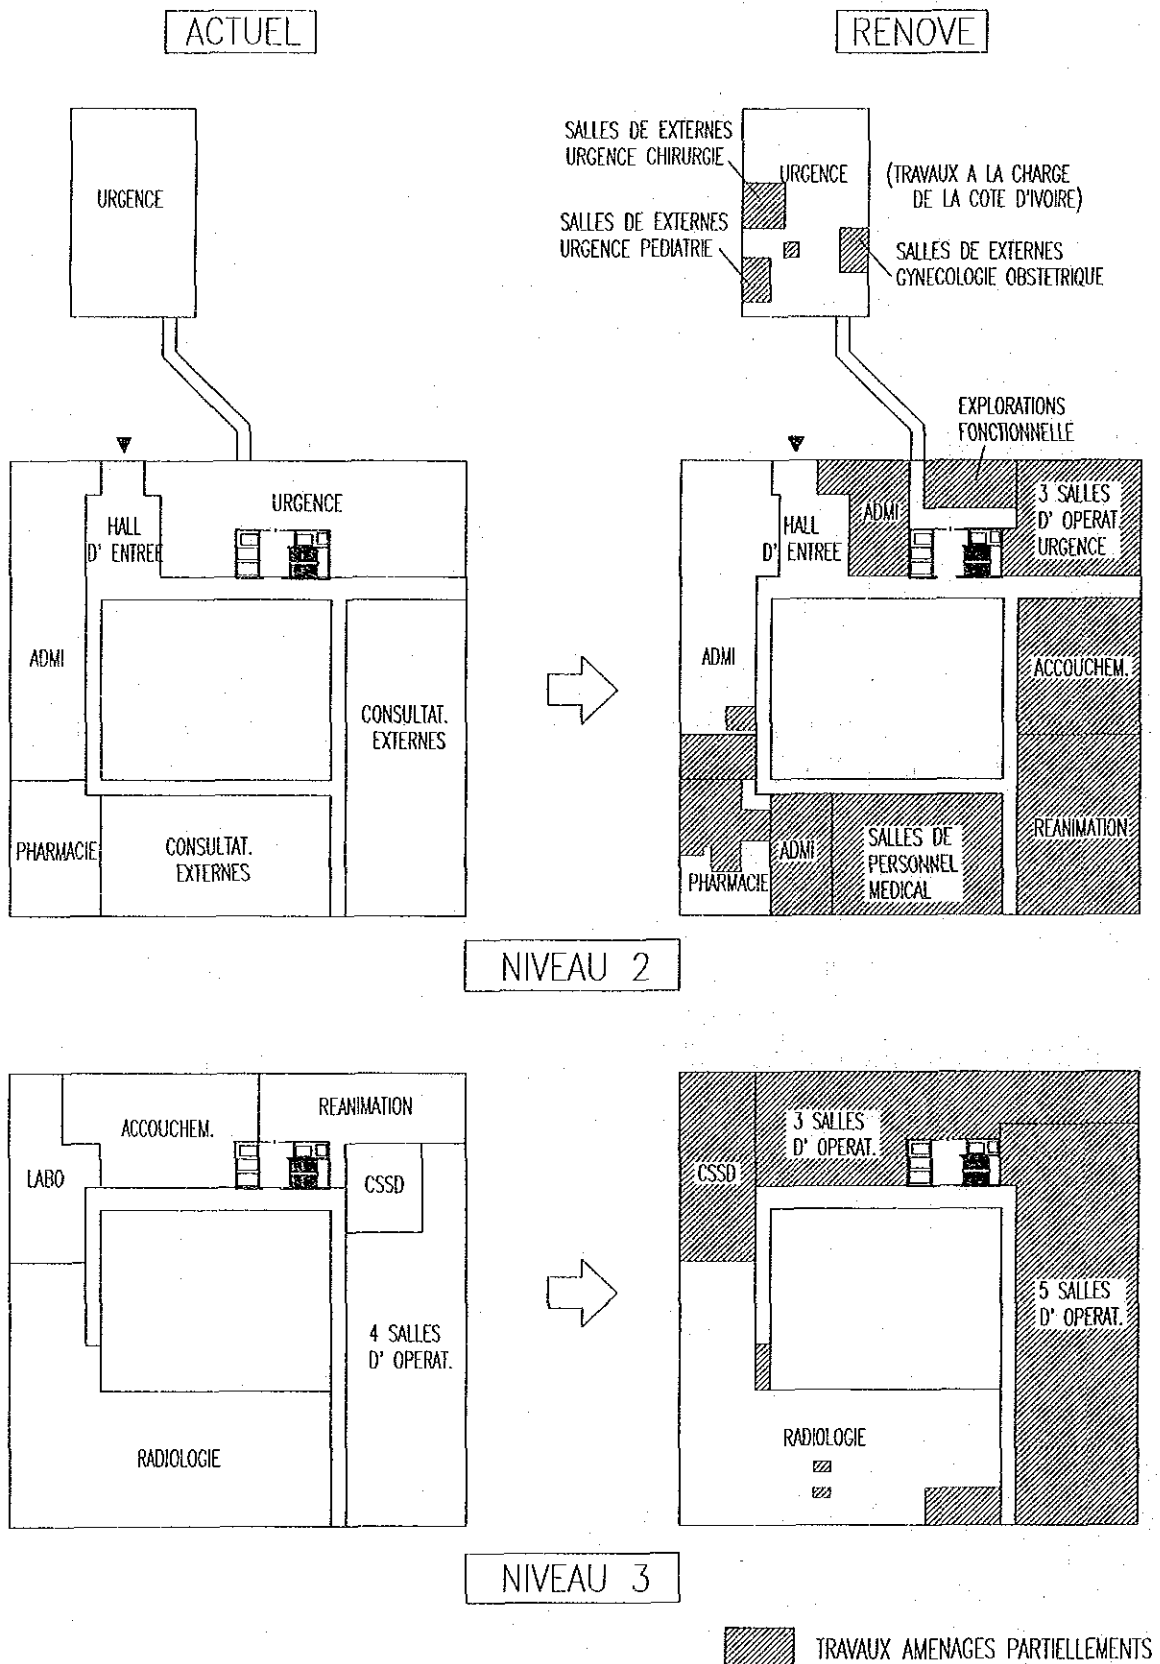 ACTUEL
RENOVE
URGENCE
SALLES DE EXTERNES
URGENCE CHIRURGIE
URGENCE
(TRAVAUX A LA CHARGE
DE LA COTE D'IVOIRE)
SALLES DE EXTERNES
URGENCE PEDIATRIE
SALLES DE EXTERNES
GYNECOLOGIE OBSTETRIQUE
EXPLORATIONS
FONCTIONNELLE
URGENCE
HALL
D' ENTREE
ADMI
CONSULTAT.
EXTERNES
PHARMACIE
CONSULTAT.
EXTERNES
HALL
D' ENTREE
ADMI
3 SALLES
D' OPERAT.
URGENCE
ADMI
ACCOUCHEM.
REANIMATION
PHARMACIE
ADMI
SALLES DE
PERSONNEL
MEDICAL
NIVEAU 2
ACCOUCHEM.
REANIMATION
LABO
CSSD
4 SALLES
D' OPERAT.
RADIOLOGIE
3 SALLES
D' OPERAT.
CSSD
5 SALLES
D' OPERAT.
RADIOLOGIE
NIVEAU 3
TRAVAUX AMENAGES PARTIELLEMENTS